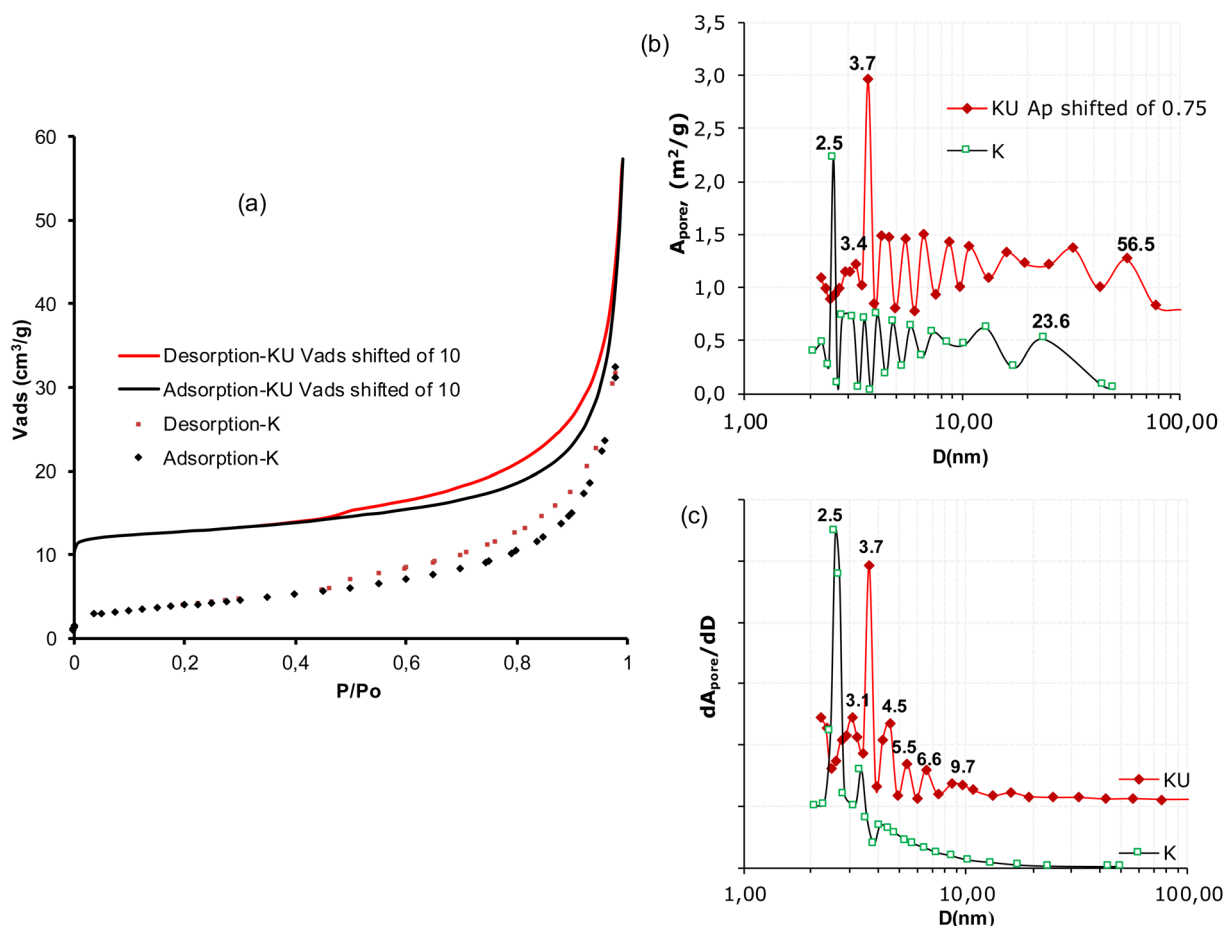 (a)
Vads (cm³/g)
60
50
40
30
20
10
0
Desorption-KU Vads shifted of 10
Adsorption-KU Vads shifted of 10
Desorption-K
Adsorption-K
0
0,2
0,4
0,6
0,8
1
P/Po
(b)
Apore, (m²/g)
3,5
3,0
2,5
2,0
1,5
1,0
0,5
0,0
3.7
2.5
3.4
56.5
23.6
KU Ap shifted of 0.75
K
1,00
10,00
100,00
D(nm)
(c)
dApore/dD
2.5
3.7
3.1
4.5
5.5
6.6
9.7
KU
K
1,00
10,00
100,00
D(nm)